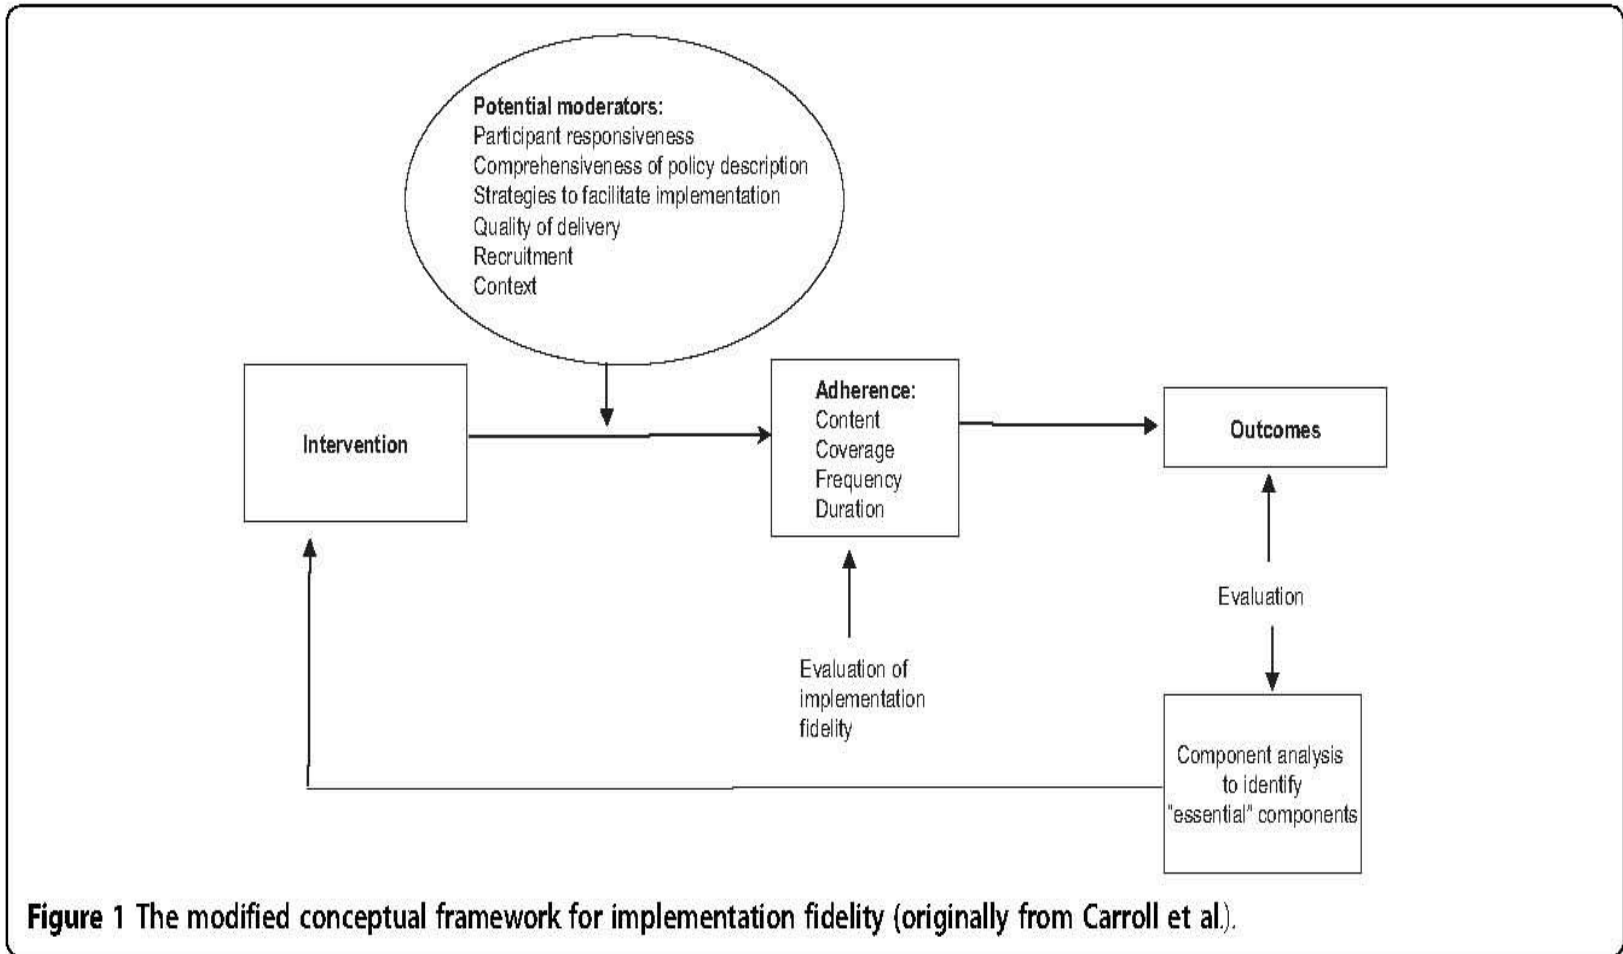 Potential moderators:
Participant responsiveness
Comprehensiveness of policy description
Strategies to facilitate implementation
Quality of delivery
Recruitment
Context
Intervention
Adherence:
Content
Coverage
Frequency
Duration
Outcomes
Evaluation of
implementation
fidelity
Evaluation
Component analysis
to identify
"essential" components
Figure 1 The modified conceptual framework for implementation fidelity (originally from Carroll et al.).